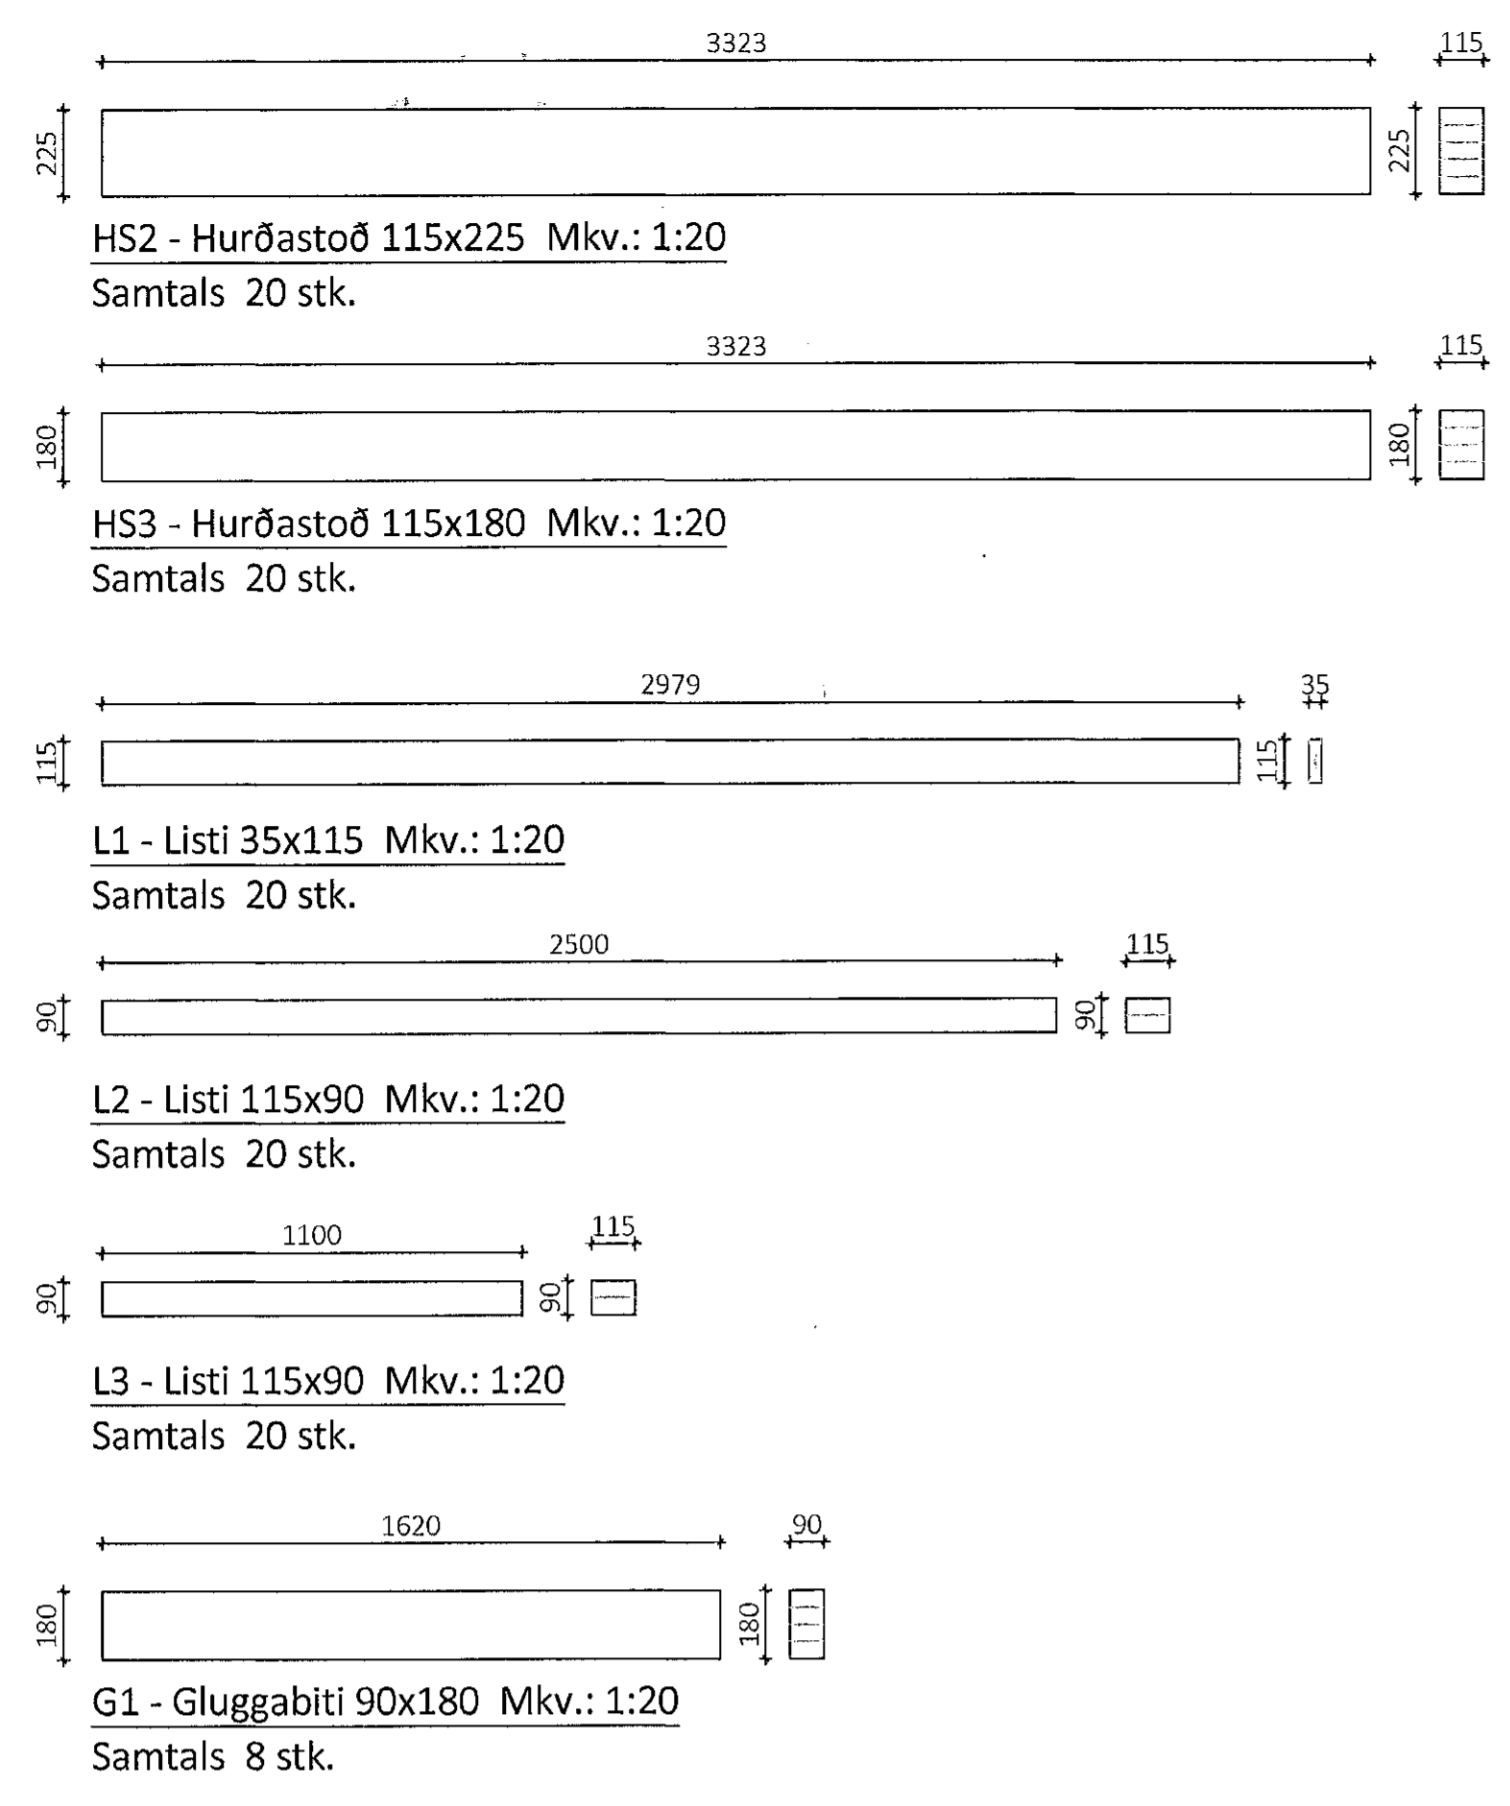 3323 115
225 225
HS2 - Hurðastoð 115x225 Mkv.: 1:20
Samtals 20 stk.
3323 115
180 180
HS3 - Hurðastoð 115x180 Mkv.: 1:20
Samtals 20 stk.
2979 35
115 115
L1 - Listi 35x115 Mkv.: 1:20
Samtals 20 stk.
2500 115
90 90
L2 - Listi 115x90 Mkv.: 1:20
Samtals 20 stk.
1100 115
90 90
L3 - Listi 115x90 Mkv.: 1:20
Samtals 20 stk.
1620 90
180 180
G1 - Gluggabiti 90x180 Mkv.: 1:20
Samtals 8 stk.